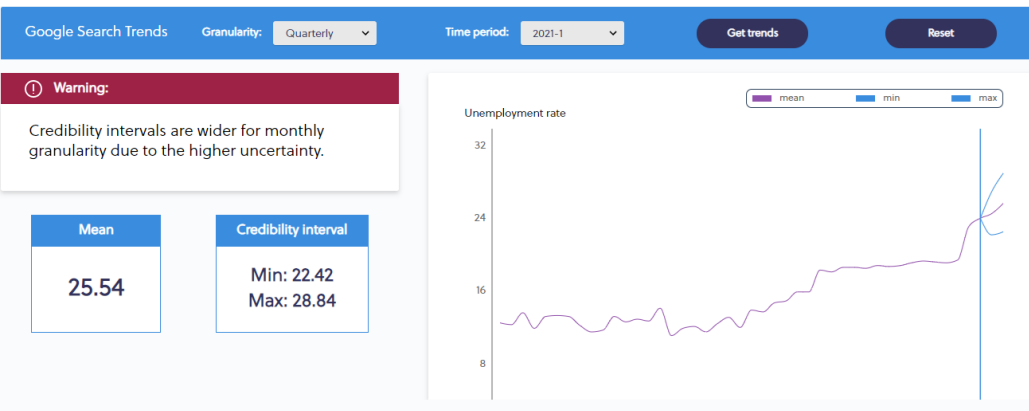 Google Search Trends Granularity: Quarterly Time period: 2021-1 Get trends Reset
Warning:
Credibility intervals are wider for monthly
granularity due to the higher uncertainty.
Mean
25.54
Credibility interval
Min: 22.42
Max: 28.84
mean min max
Unemployment rate
32
24
16
8